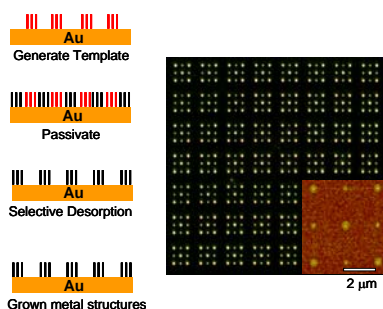 Au
Generate Template
Au
Passivate
Au
Selective Desorption
Au
Grown metal structures
2 μm